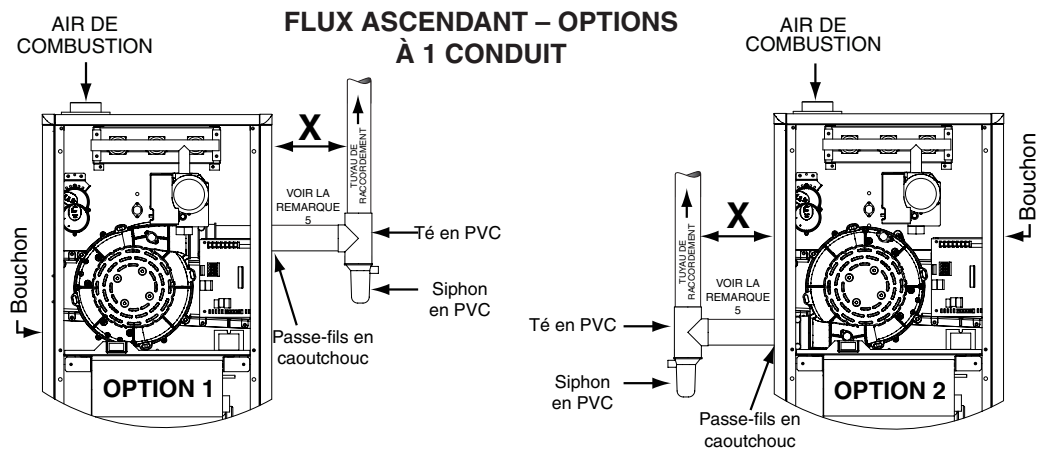 FLUX ASCENDANT – OPTIONS
À 1 CONDUIT
AIR DE
COMBUSTION
X
TUYAU DE
RACCORDEMENT
VOIR LA
REMARQUE
5
Té en PVC
Siphon
en PVC
Passe-fils en
caoutchouc
Bouchon
OPTION 1
AIR DE
COMBUSTION
X
TUYAU DE
RACCORDEMENT
VOIR LA
REMARQUE
5
Té en PVC
Siphon
en PVC
Passe-fils en
caoutchouc
Bouchon
OPTION 2